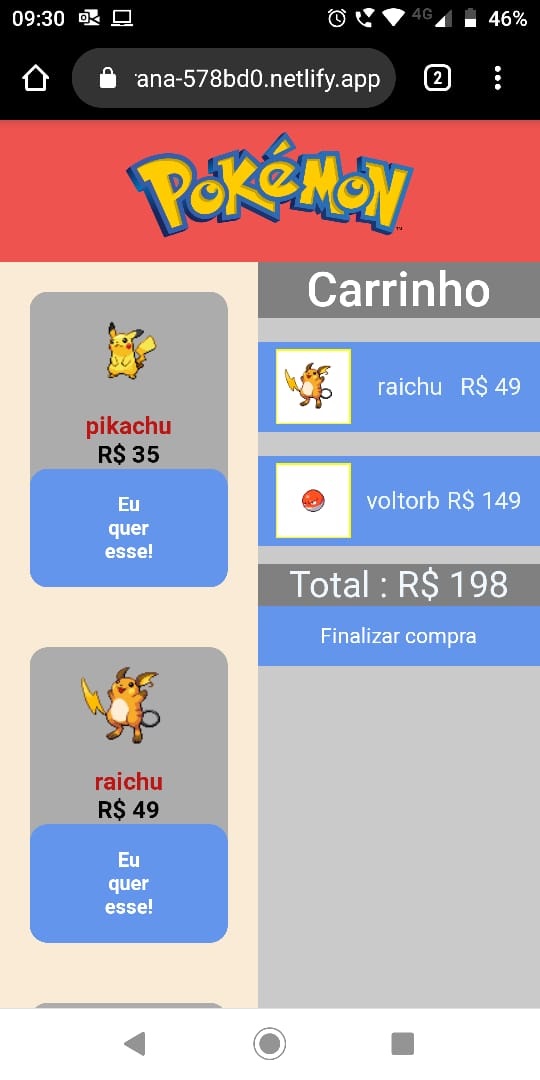 09:30 4G 46%
ana-578bd0.netlify.app 2
POKéMON™
Carrinho
pikachu
R$ 35
Eu
quer
esse!
raichu
R$ 49
Eu
quer
esse!
raichu R$ 49
voltorb R$ 149
Total : R$ 198
Finalizar compra